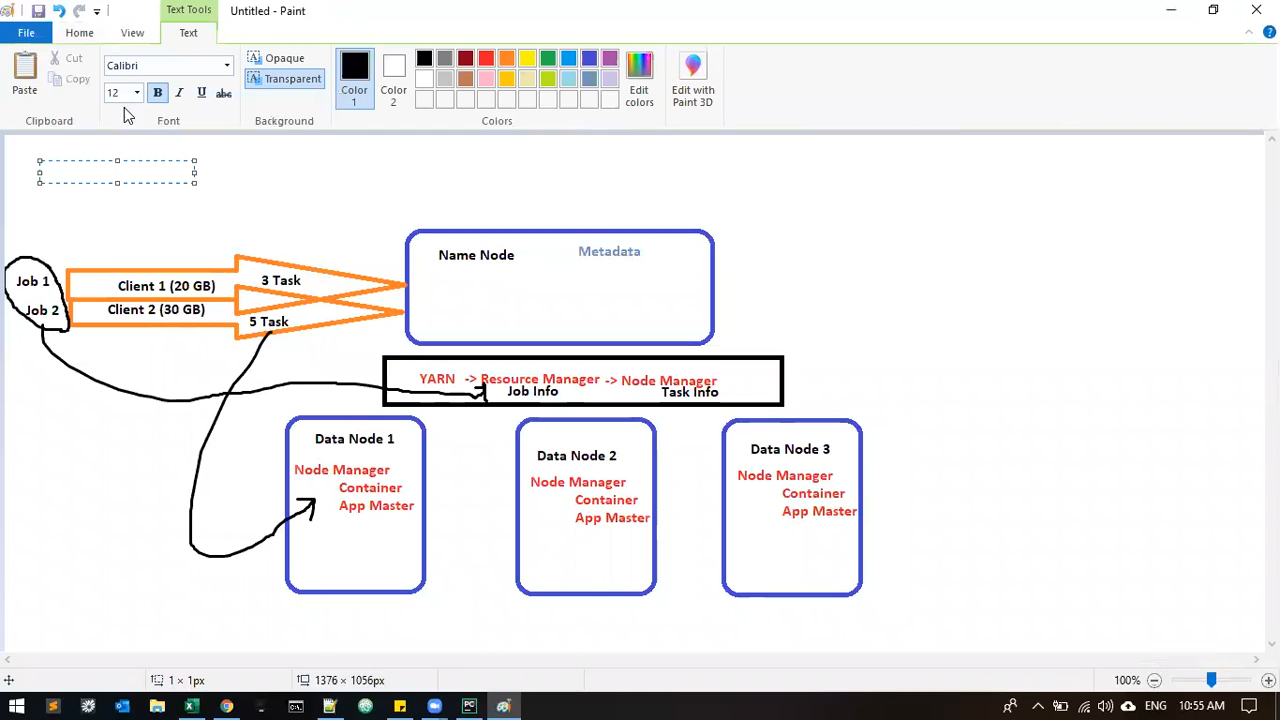 Text Tools
Untitled - Paint
File
Home
View
Text
Paste
Cut
Copy
Clipboard
Calibri
12
B I U abc
Font
Opaque
Transparent
Background
Color 1
Color 2
Edit colors
Edit with Paint 3D
Colors
Job 1
Job 2
Client 1 (20 GB)
Client 2 (30 GB)
3 Task
5 Task
Name Node
Metadata
YARN -> Resource Manager -> Node Manager
Job Info
Task Info
Data Node 1
Node Manager
Container
App Master
Data Node 2
Node Manager
Container
App Master
Data Node 3
Node Manager
Container
App Master
1 × 1px
1376 × 1056px
100%
ENG
10:55 AM